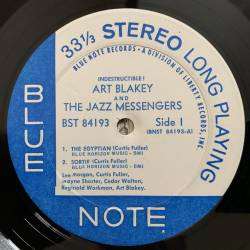 33⅓ STEREO LONG PLAYING
BLUE NOTE RECORDS • A DIVISION OF LIBERTY RECORDS, INC.
INDESTRUCTIBLE!
ART BLAKEY
AND
THE JAZZ MESSENGERS
BST 84193 Side 1
(BNST 84193-A)
1. THE EGYPTIAN (Curtis Fuller)
BLUE HORIZON MUSIC - BMI
2. SORTIE (Curtis Fuller)
BLUE HORIZON MUSIC - BMI
Lee Morgan, Curtis Fuller,
Wayne Shorter, Cedar Walton,
Reginald Workman, Art Blakey.
BLUE
NOTE